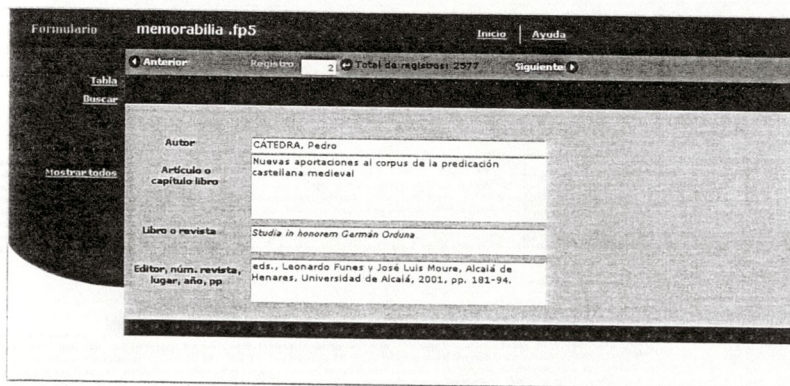 Formulario memorabilia .fp5 Inicio Ayuda
Anterior Registro 2 Total de registros: 2577 Siguiente
Tabla
Buscar
Mostrar todos
Autor CÁTEDRA, Pedro
Artículo o capítulo libro Nuevas aportaciones al corpus de la predicación
castellana medieval
Libro o revista Studia in honorem Germán Orduna
Editor, núm. revista, eds., Leonardo Funes y José Luis Moure, Alcalá de
lugar, año, pp Henares, Universidad de Alcalá, 2001, pp. 181-94.